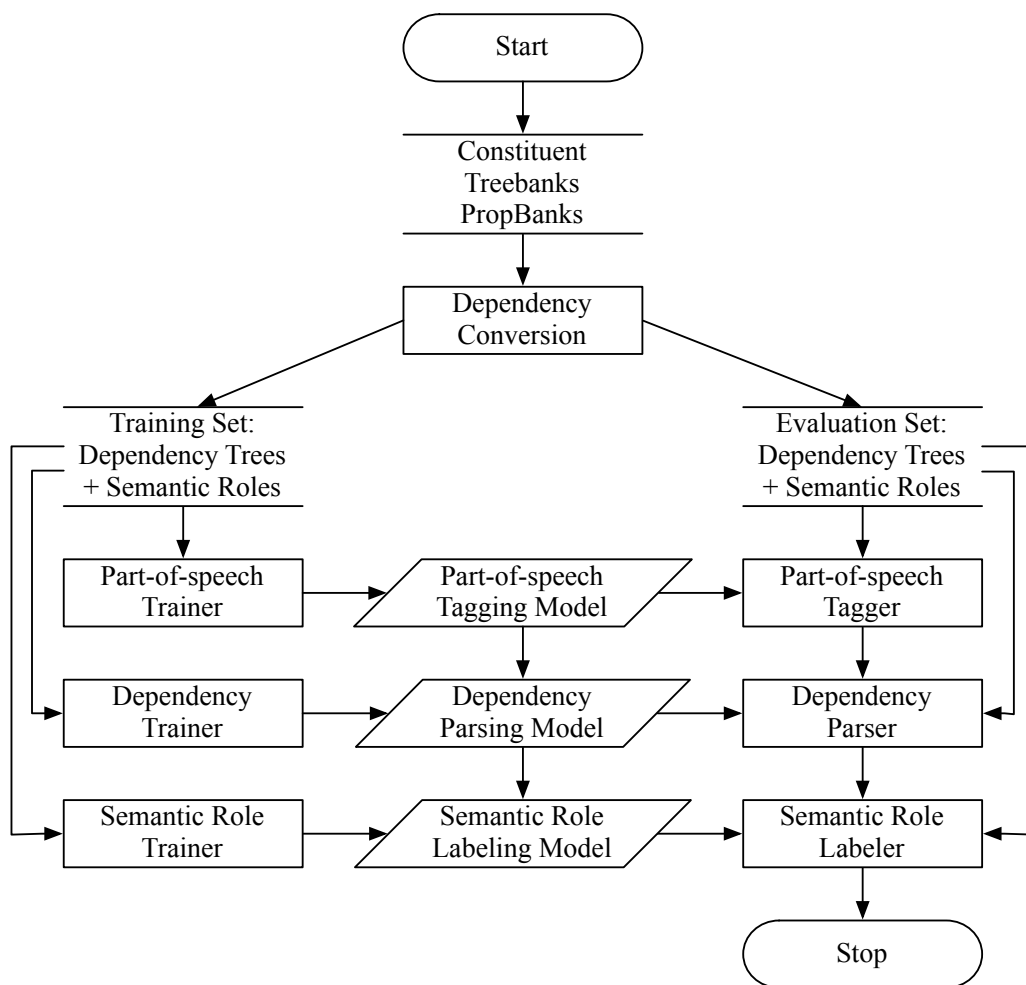 Start
Constituent
Treebanks
PropBanks
Dependency
Conversion
Training Set:
Dependency Trees
+ Semantic Roles
Evaluation Set:
Dependency Trees
+ Semantic Roles
Part-of-speech
Trainer
Part-of-speech
Tagging Model
Part-of-speech
Tagger
Dependency
Trainer
Dependency
Parsing Model
Dependency
Parser
Semantic Role
Trainer
Semantic Role
Labeling Model
Semantic Role
Labeler
Stop